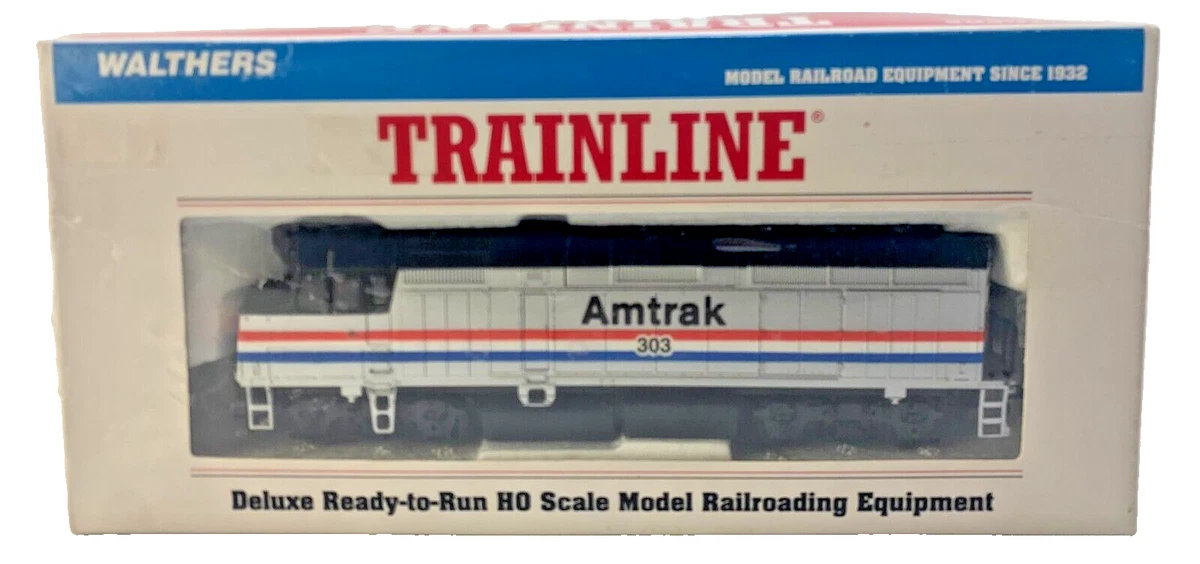 WALTHERS
MODEL RAILROAD EQUIPMENT SINCE 1932
TRAINLINE®
Amtrak
303
Deluxe Ready-to-Run HO Scale Model Railroading Equipment